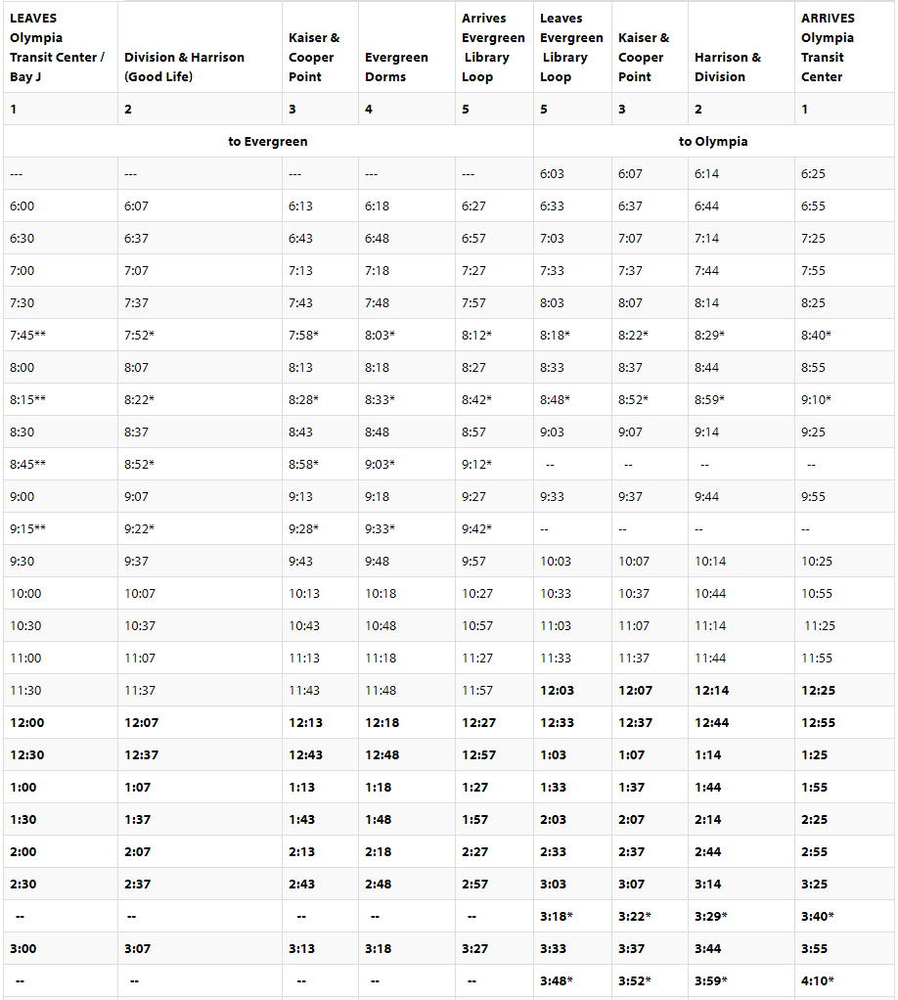 LEAVES Olympia Transit Center / Bay J Division & Harrison (Good Life) Kaiser & Cooper Point Evergreen Dorms Arrives Evergreen Library Loop Leaves Evergreen Library Loop Kaiser & Cooper Point Harrison & Division ARRIVES Olympia Transit Center
1 2 3 4 5 5 3 2 1
to Evergreen to Olympia
--- --- --- --- --- 6:03 6:07 6:14 6:25
6:00 6:07 6:13 6:18 6:27 6:33 6:37 6:44 6:55
6:30 6:37 6:43 6:48 6:57 7:03 7:07 7:14 7:25
7:00 7:07 7:13 7:18 7:27 7:33 7:37 7:44 7:55
7:30 7:37 7:43 7:48 7:57 8:03 8:07 8:14 8:25
7:45** 7:52* 7:58* 8:03* 8:12* 8:18* 8:22* 8:29* 8:40*
8:00 8:07 8:13 8:18 8:27 8:33 8:37 8:44 8:55
8:15** 8:22* 8:28* 8:33* 8:42* 8:48* 8:52* 8:59* 9:10*
8:30 8:37 8:43 8:48 8:57 9:03 9:07 9:14 9:25
8:45** 8:52* 8:58* 9:03* 9:12* -- -- -- --
9:00 9:07 9:13 9:18 9:27 9:33 9:37 9:44 9:55
9:15** 9:22* 9:28* 9:33* 9:42* -- -- -- --
9:30 9:37 9:43 9:48 9:57 10:03 10:07 10:14 10:25
10:00 10:07 10:13 10:18 10:27 10:33 10:37 10:44 10:55
10:30 10:37 10:43 10:48 10:57 11:03 11:07 11:14 11:25
11:00 11:07 11:13 11:18 11:27 11:33 11:37 11:44 11:55
11:30 11:37 11:43 11:48 11:57 12:03 12:07 12:14 12:25
12:00 12:07 12:13 12:18 12:27 12:33 12:37 12:44 12:55
12:30 12:37 12:43 12:48 12:57 1:03 1:07 1:14 1:25
1:00 1:07 1:13 1:18 1:27 1:33 1:37 1:44 1:55
1:30 1:37 1:43 1:48 1:57 2:03 2:07 2:14 2:25
2:00 2:07 2:13 2:18 2:27 2:33 2:37 2:44 2:55
2:30 2:37 2:43 2:48 2:57 3:03 3:07 3:14 3:25
-- -- -- -- -- 3:18* 3:22* 3:29* 3:40*
3:00 3:07 3:13 3:18 3:27 3:33 3:37 3:44 3:55
-- -- -- -- -- 3:48* 3:52* 3:59* 4:10*